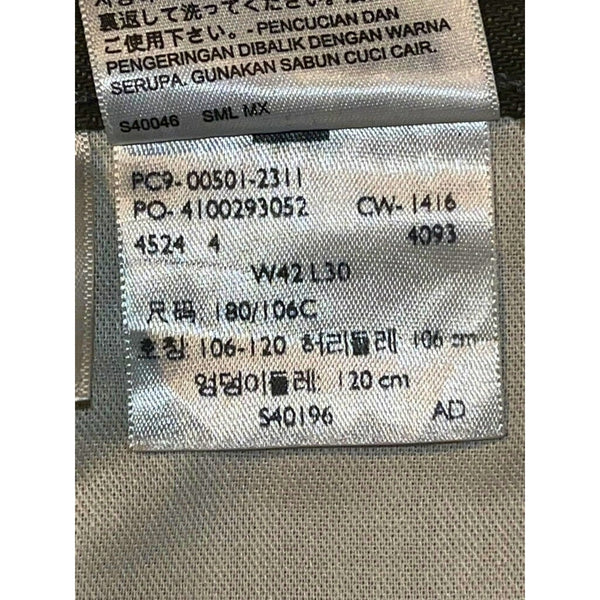 裏返して洗ってください。
ご使用下さい。- PENCUCIAN DAN
PENGERINGAN DIBALIK DENGAN WARNA
SERUPA. GUNAKAN SABUN CUCI CAIR.
S40046 SML MX
PC9-00501-2311
PO-4100293052 CW-1416
4524 4 4093
W42 L30
尺码: 180/106C
호칭 106-120 허리둘레 106 cm
엉덩이둘레: 120 cm
S40196 AD